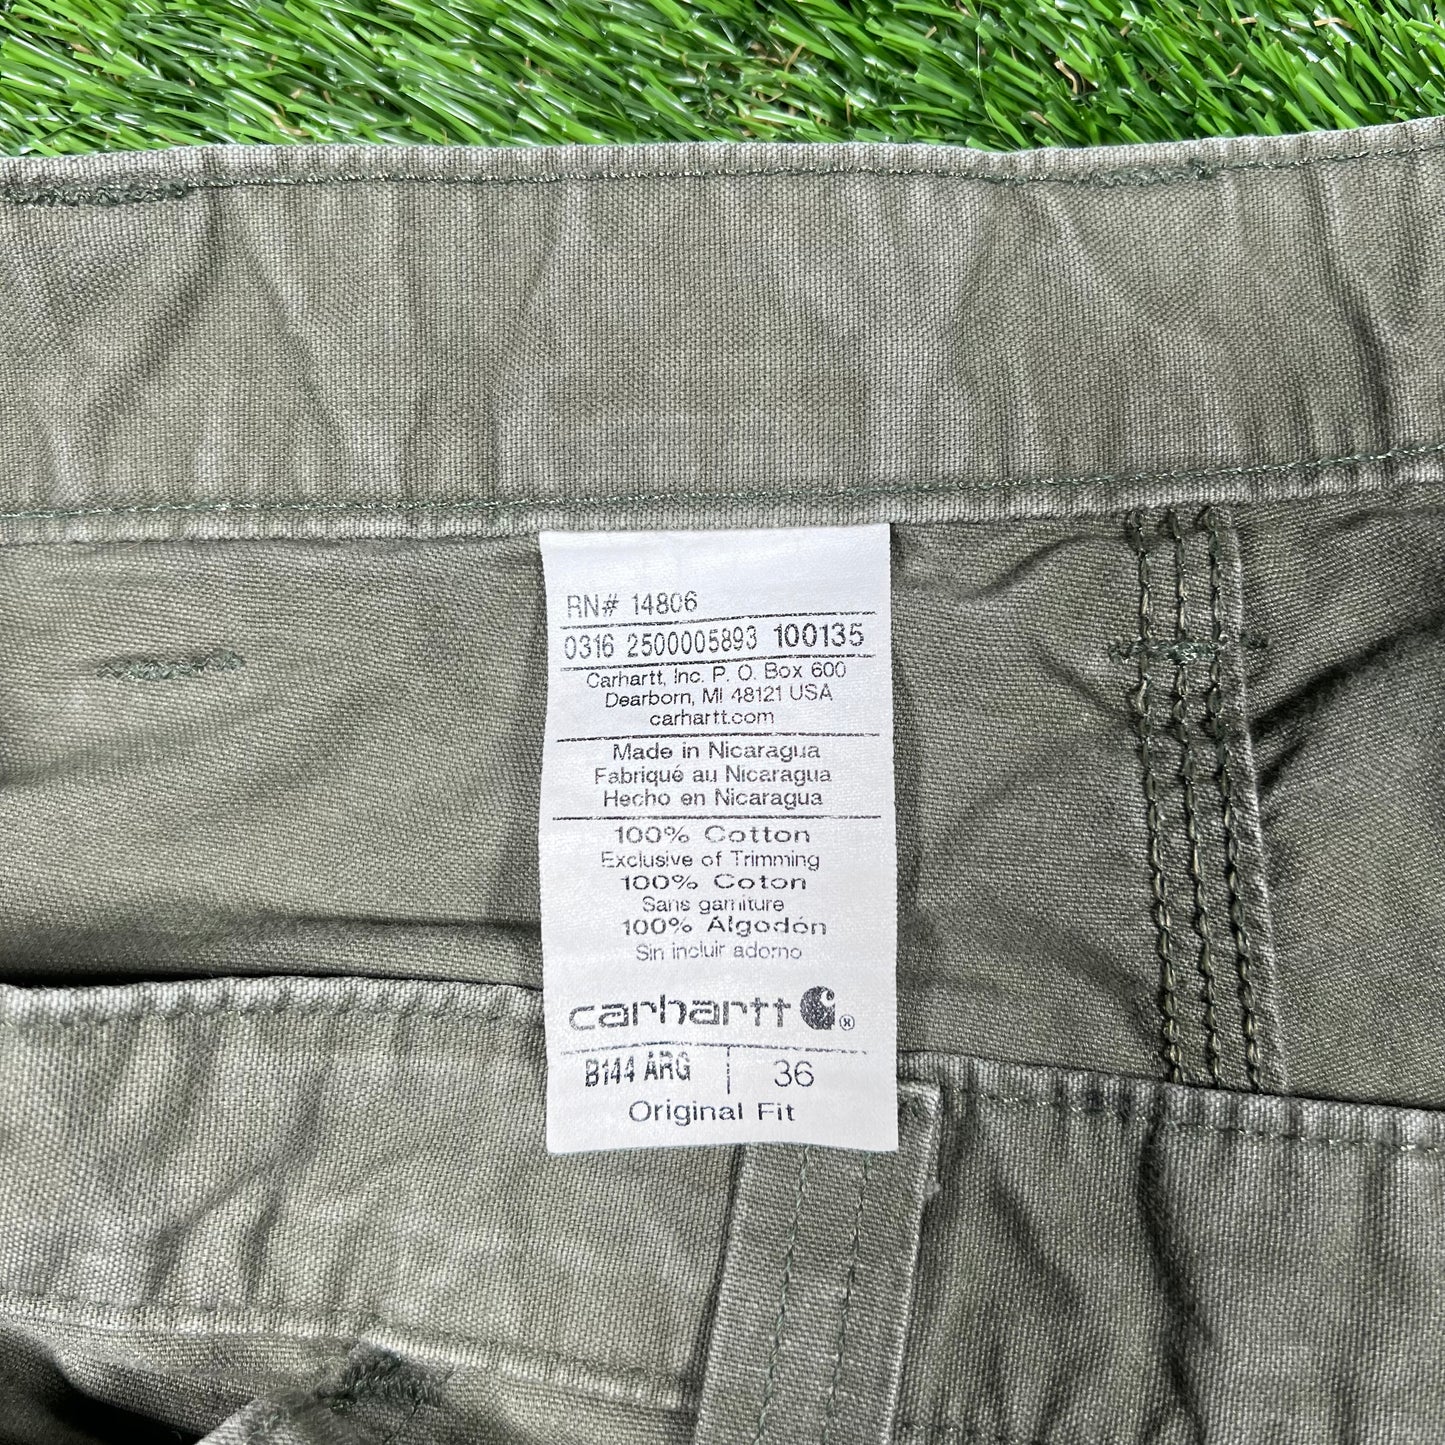 RN# 14806
0316 2500005893 100135
Carhartt, Inc. P. O. Box 600
Dearborn, MI 48121 USA
carhartt.com
Made in Nicaragua
Fabriqué au Nicaragua
Hecho en Nicaragua
100% Cotton
Exclusive of Trimming
100% Coton
Sans garniture
100% Algodón
Sin incluir adorno
carhartt ®
B144 ARG | 36
Original Fit